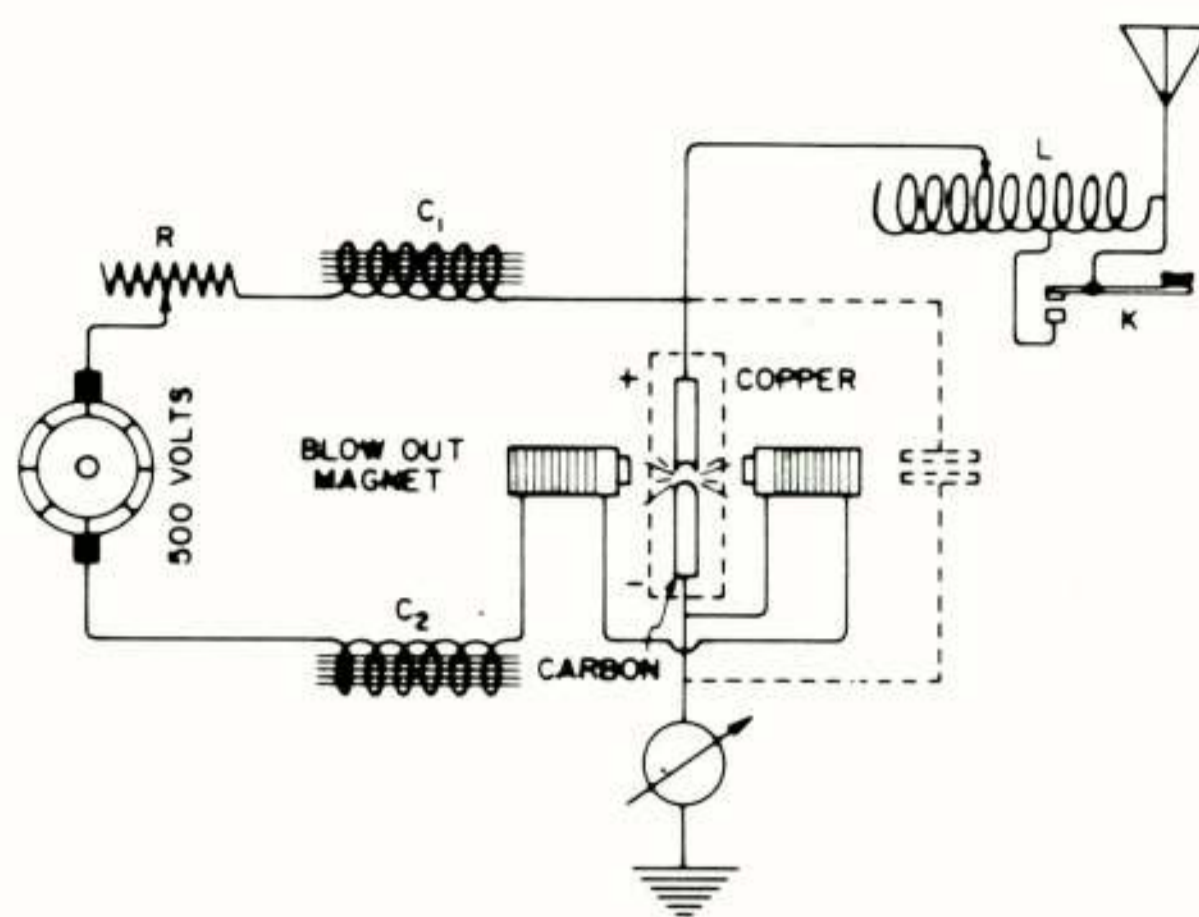 L
C₁
R
K
+ COPPER
500 VOLTS
BLOW OUT
MAGNET
-
C₂
CARBON